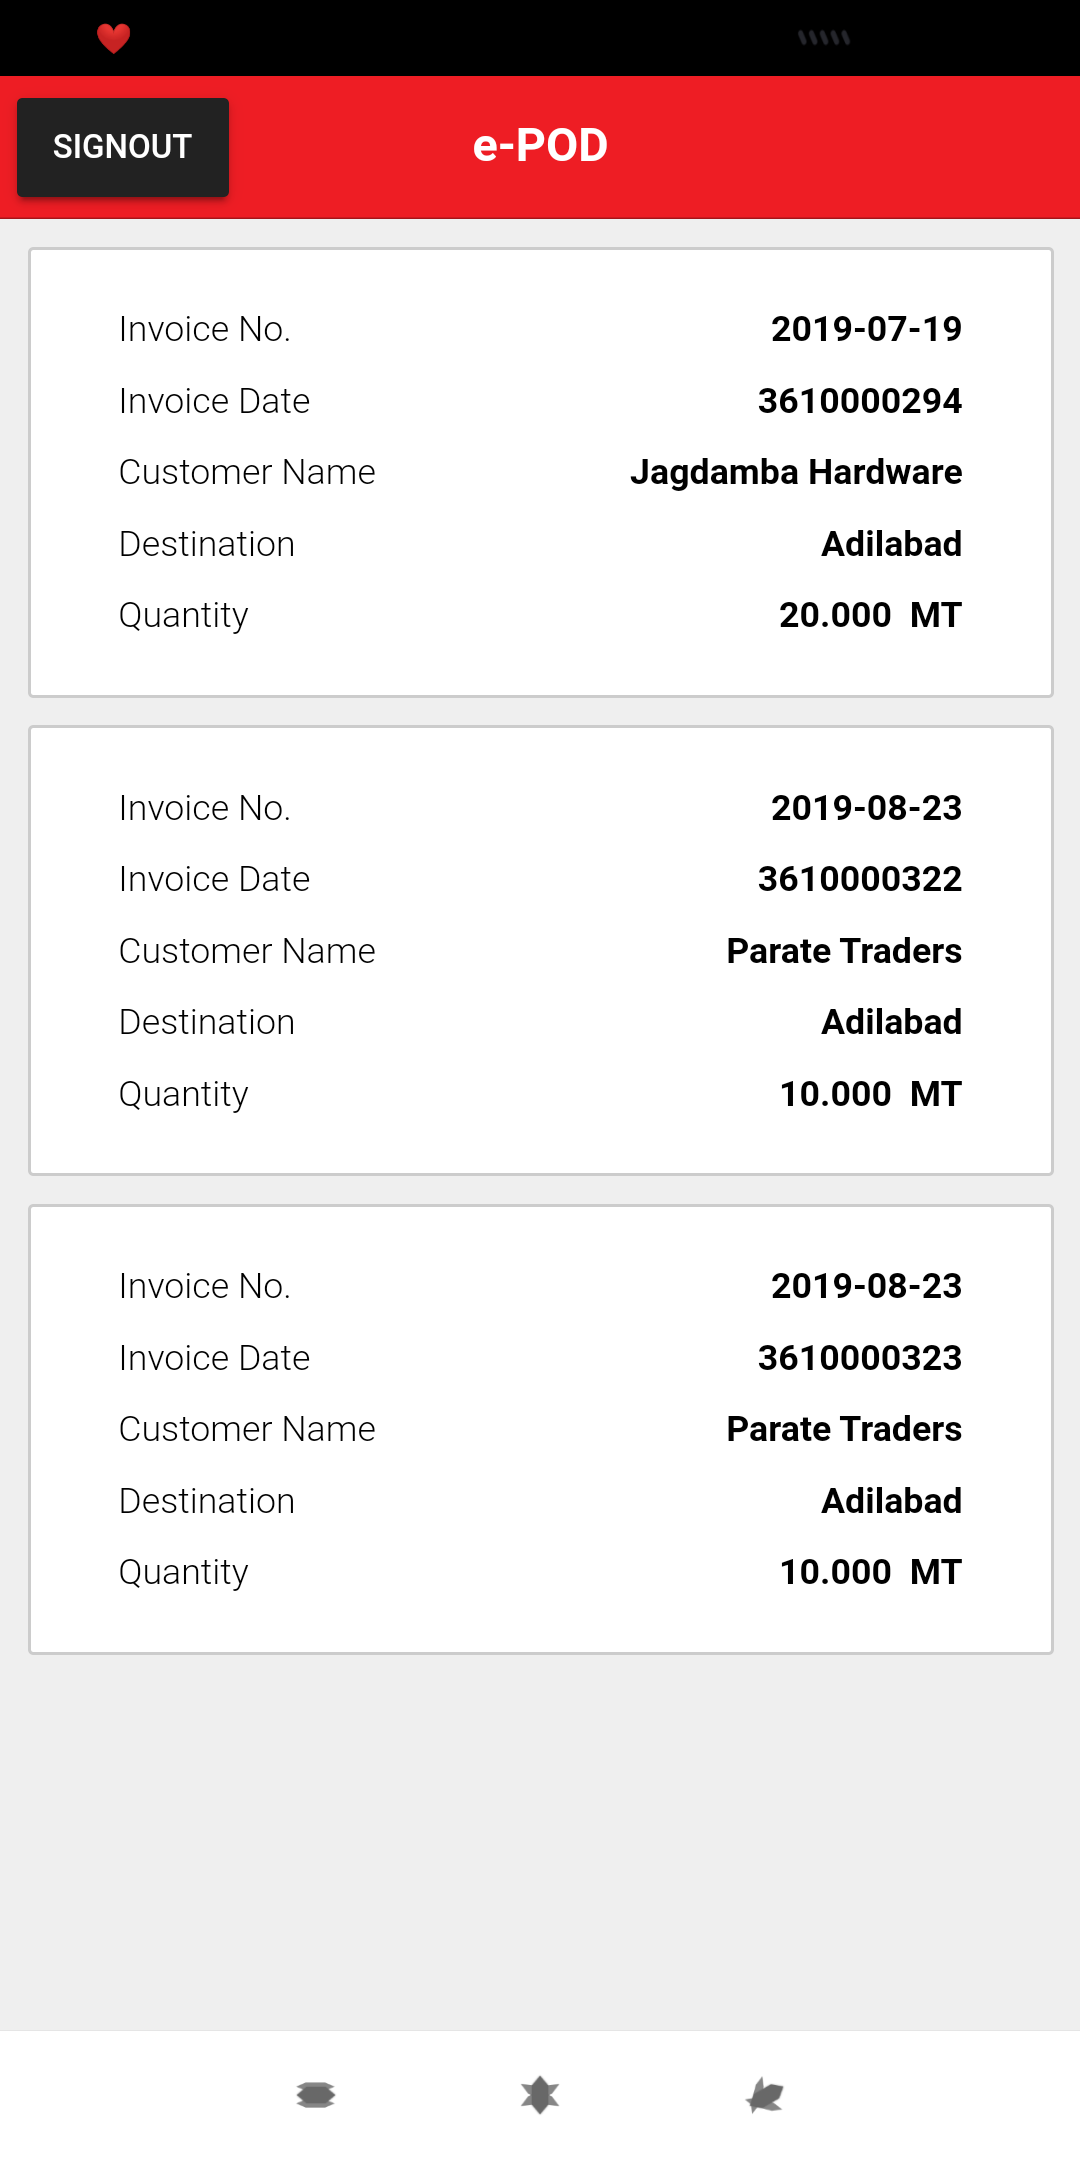 SIGNOUT
e-POD
Invoice No. 2019-07-19
Invoice Date 3610000294
Customer Name Jagdamba Hardware
Destination Adilabad
Quantity 20.000 MT
Invoice No. 2019-08-23
Invoice Date 3610000322
Customer Name Parate Traders
Destination Adilabad
Quantity 10.000 MT
Invoice No. 2019-08-23
Invoice Date 3610000323
Customer Name Parate Traders
Destination Adilabad
Quantity 10.000 MT